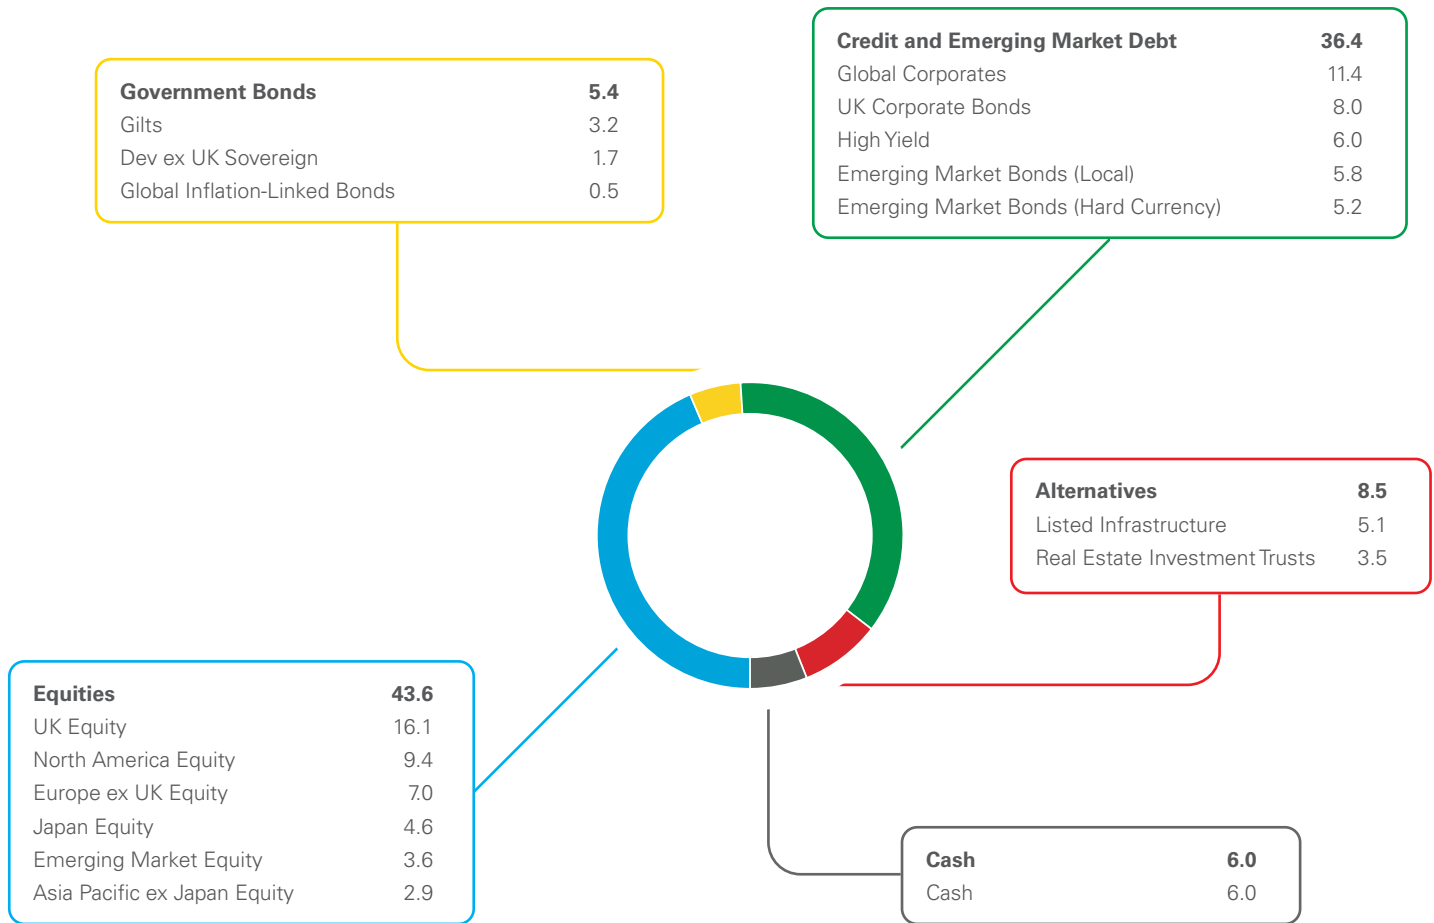 Government Bonds 5.4
Gilts 3.2
Dev ex UK Sovereign 1.7
Global Inflation-Linked Bonds 0.5
Credit and Emerging Market Debt 36.4
Global Corporates 11.4
UK Corporate Bonds 8.0
High Yield 6.0
Emerging Market Bonds (Local) 5.8
Emerging Market Bonds (Hard Currency) 5.2
Alternatives 8.5
Listed Infrastructure 5.1
Real Estate Investment Trusts 3.5
Equities 43.6
UK Equity 16.1
North America Equity 9.4
Europe ex UK Equity 7.0
Japan Equity 4.6
Emerging Market Equity 3.6
Asia Pacific ex Japan Equity 2.9
Cash 6.0
Cash 6.0